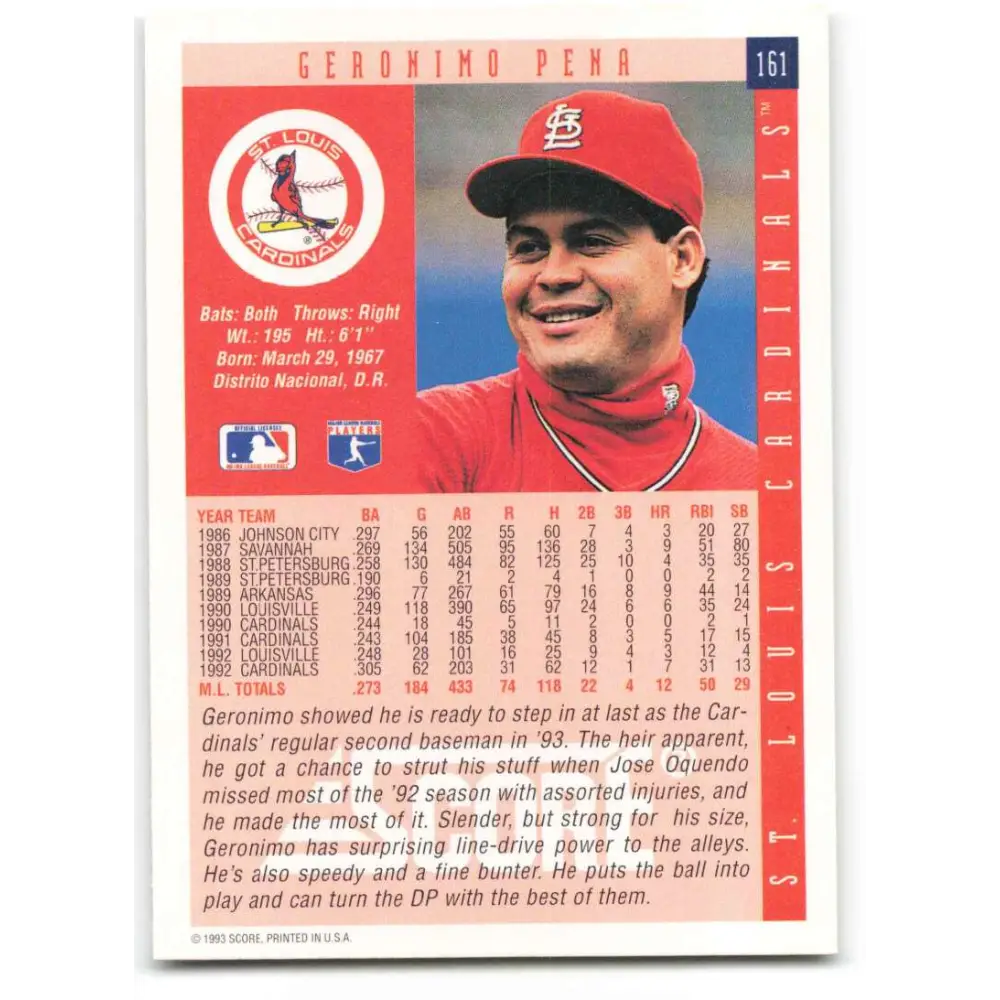 GERONIMO PENA
161
ST. LOUIS CARDINALS™
ST. LOUIS
CARDINALS
®
STL
Bats: Both Throws: Right
Wt.: 195 Ht.: 6'1"
Born: March 29, 1967
Distrito Nacional, D.R.
OFFICIAL LICENSEE
MAJOR LEAGUE BASEBALL
MAJOR LEAGUE BASEBALL
PLAYERS
YEAR TEAM BA G AB R H 2B 3B HR RBI SB
1986 JOHNSON CITY .297 56 202 55 60 7 4 3 20 27
1987 SAVANNAH .269 134 505 95 136 28 3 9 51 80
1988 ST.PETERSBURG .258 130 484 82 125 25 10 4 35 35
1989 ST.PETERSBURG .190 6 21 2 4 1 0 0 2 2
1989 ARKANSAS .296 77 267 61 79 16 8 9 44 14
1990 LOUISVILLE .249 118 390 65 97 24 6 6 35 24
1990 CARDINALS .244 18 45 5 11 2 0 0 2 1
1991 CARDINALS .243 104 185 38 45 8 3 5 17 15
1992 LOUISVILLE .248 28 101 16 25 9 4 3 12 4
1992 CARDINALS .305 62 203 31 62 12 1 7 31 13
M.L. TOTALS .273 184 433 74 118 22 4 12 50 29
Geronimo showed he is ready to step in at last as the Car-
dinals' regular second baseman in '93. The heir apparent,
he got a chance to strut his stuff when Jose Oquendo
missed most of the '92 season with assorted injuries, and
he made the most of it. Slender, but strong for his size,
Geronimo has surprising line-drive power to the alleys.
He's also speedy and a fine bunter. He puts the ball into
play and can turn the DP with the best of them.
SCORE
®
© 1993 SCORE, PRINTED IN U.S.A.